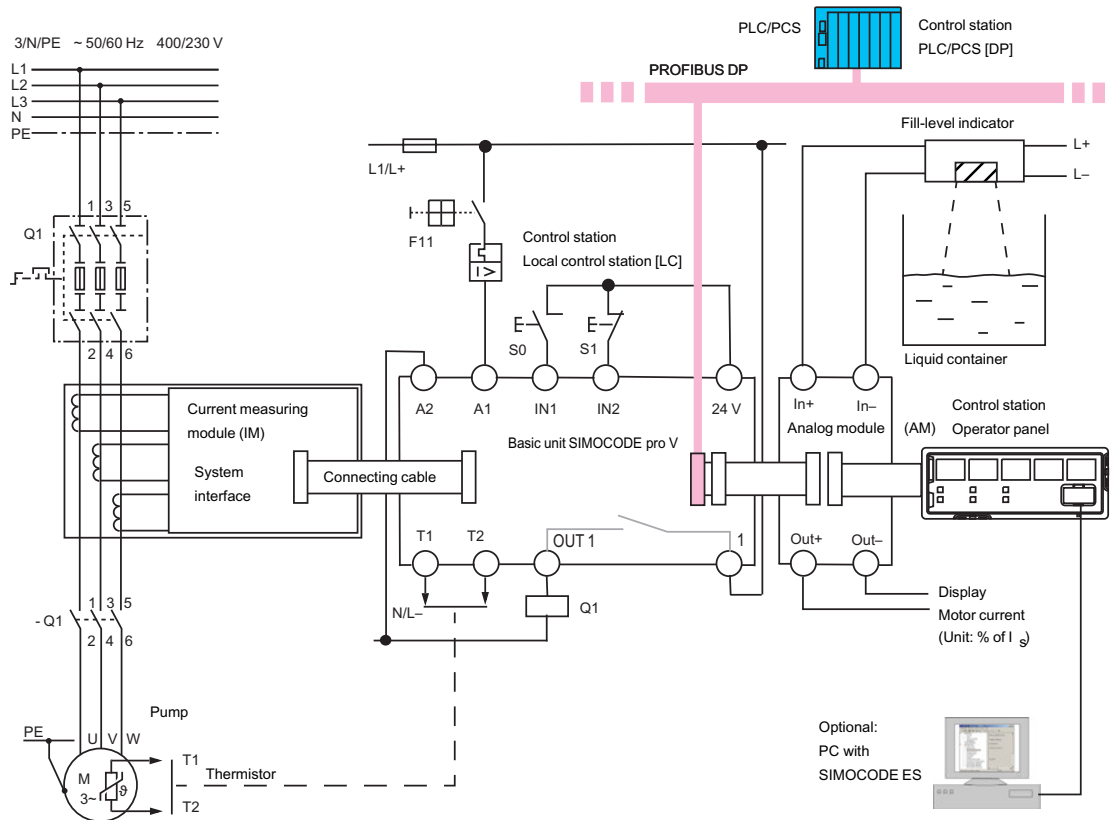 3/N/PE ~ 50/60 Hz 400/230 V
L1
L2
L3
N
PE
PLC/PCS
Control station
PLC/PCS [DP]
PROFIBUS DP
Fill-level indicator
L+
L–
L1/L+
F11
Control station
Local control station [LC]
I >
S0
S1
Liquid container
Q1
1 3 5
2 4 6
A2
A1
IN1
IN2
24 V
In+
In–
Basic unit SIMOCODE pro V
Analog module
(AM)
Control station
Operator panel
Current measuring
module (IM)
System
interface
Connecting cable
T1
T2
OUT 1
1
Out+
Out–
N/L–
Q1
Display
Motor current
(Unit: % of I s)
- Q1
1 3 5
2 4 6
Pump
PE
U V W
M
3~
ϑ
T1
T2
Thermistor
Optional:
PC with
SIMOCODE ES